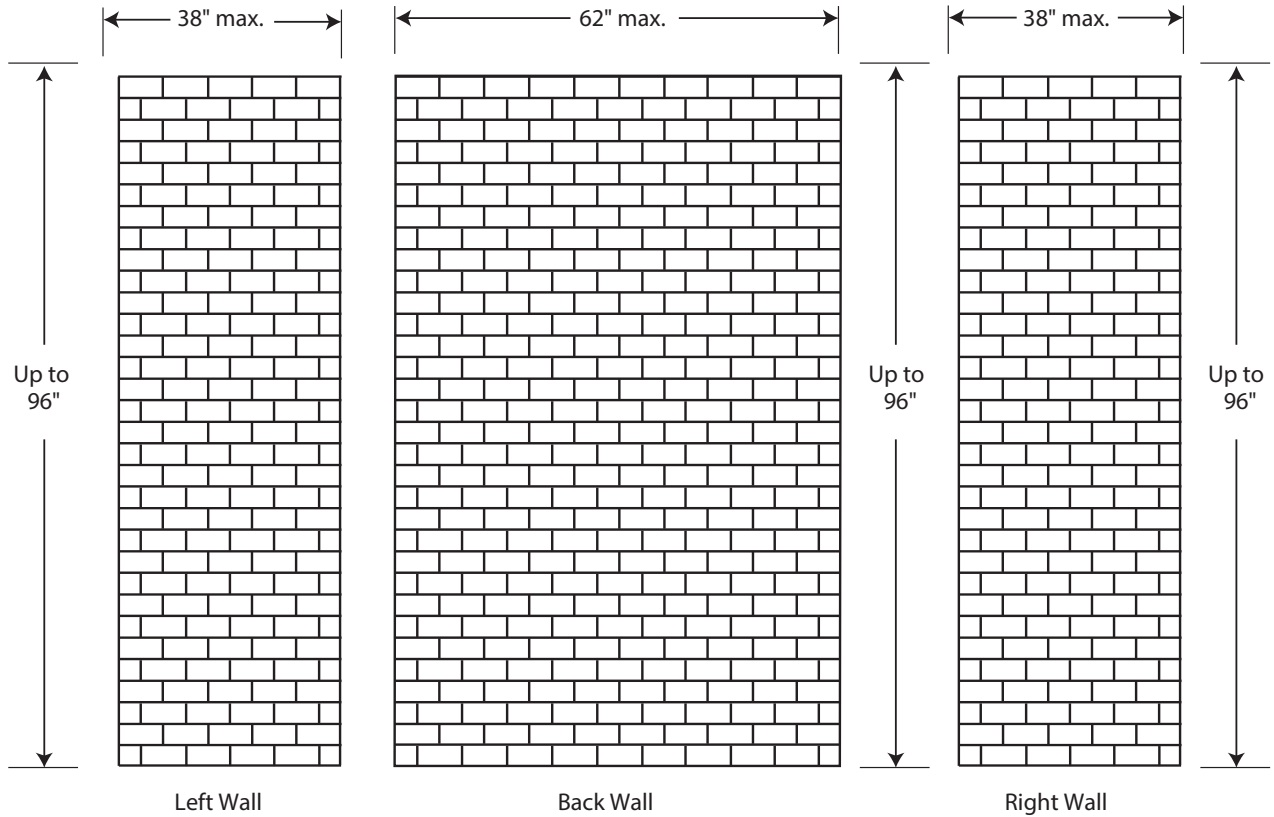 38" max.
62" max.
38" max.
Up to
96"
Up to
96"
Up to
96"
Left Wall
Back Wall
Right Wall